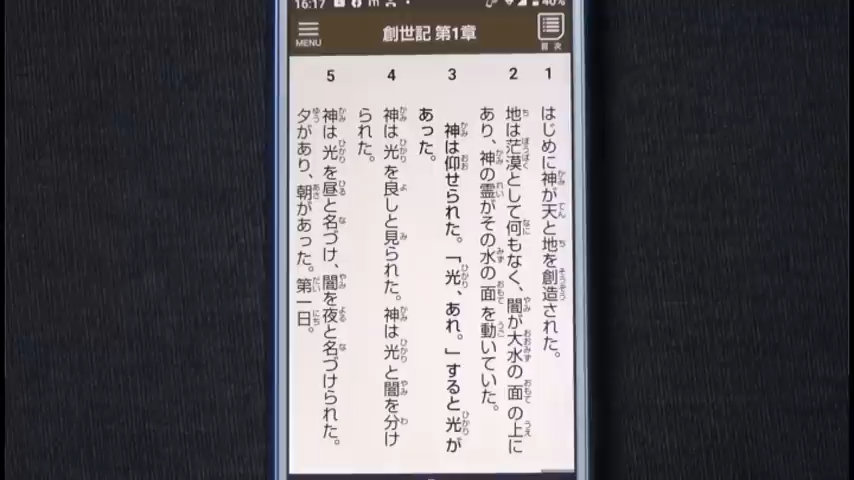 16:17
40%
MENU
創世記 第1章
目次
1 はじめに神が天と地を創造された。
2 地は茫漠として何もなく、闇が大水の面の上に
あり、神の霊がその水の面を動いていた。
3 神は仰せられた。「光、あれ。」すると光が
あった。
4 神は光を良しと見られた。神は光と闇を分け
られた。
5 神は光を昼と名づけ、闇を夜と名づけられた。
夕があり、朝があった。第一日。